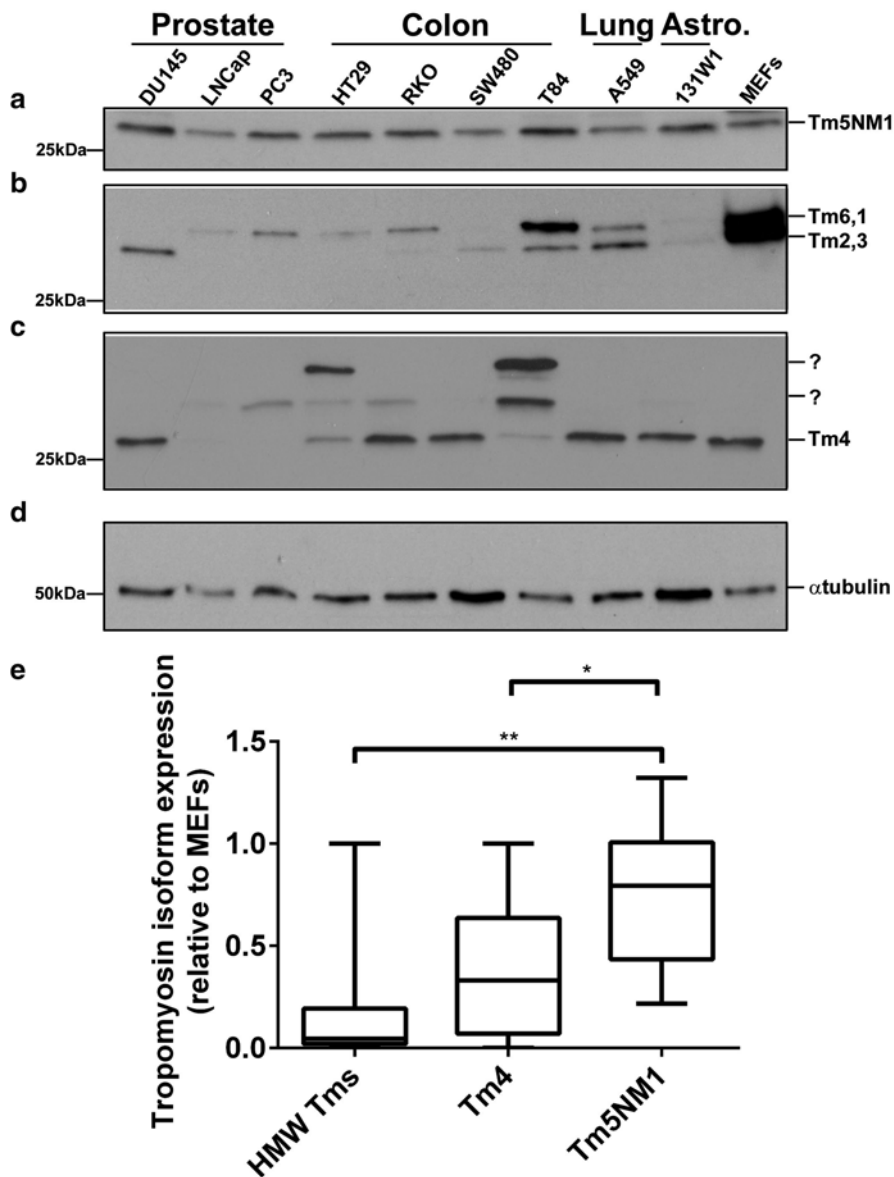 Prostate Colon Lung Astro.
DU145 LNCap PC3 HT29 RKO SW480 T84 A549 131W1 MEFs
a
Tm5NM1
25kDa
b
Tm6,1
Tm2,3
25kDa
c
?
?
Tm4
25kDa
d
50kDa
αtubulin
e
*
**
Tropomyosin isoform expression
(relative to MEFs)
1.5
1.0
0.5
0.0
HMW Tms
Tm4
Tm5NM1